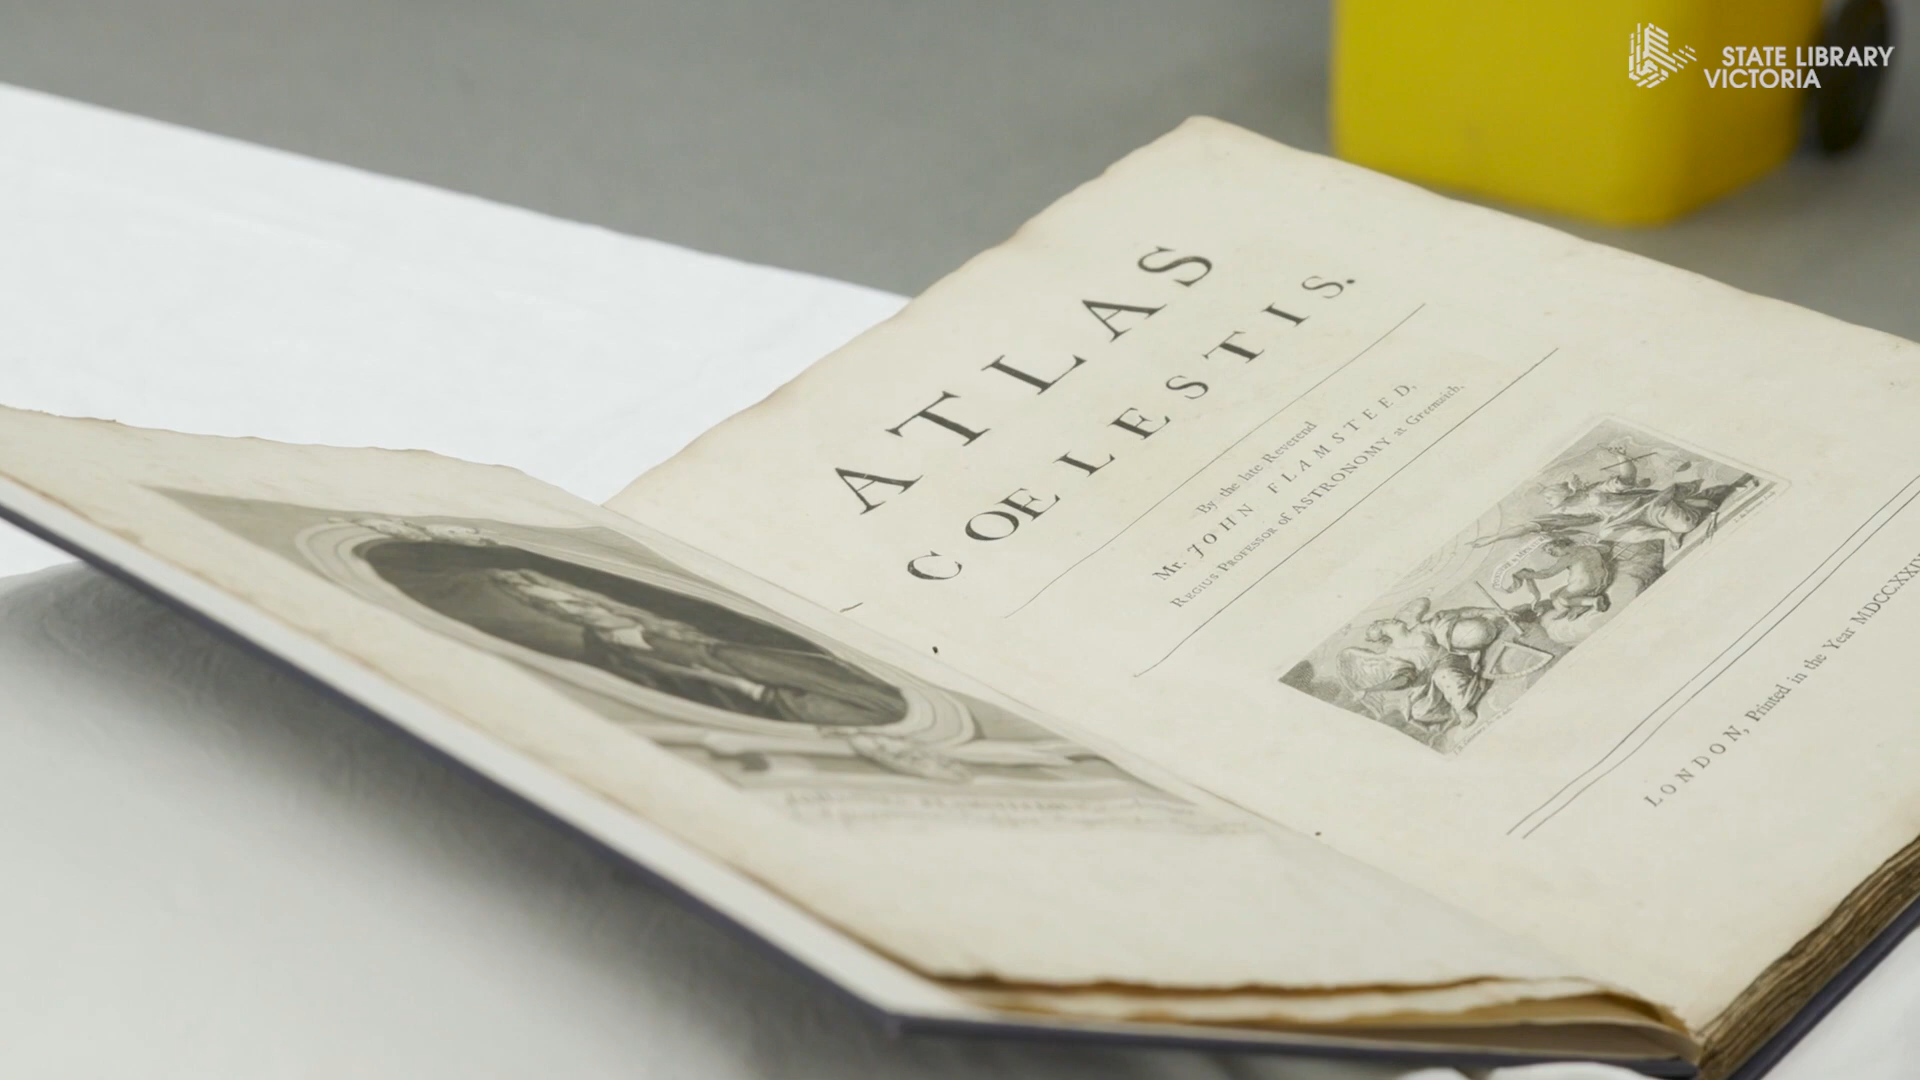 STATE LIBRARY
VICTORIA
ATLAS
COELESTIS.
By the late Reverend
Mr. JOHN FLAMSTEED,
REGIUS PROFESSOR of ASTRONOMY at Greenwich.
LONDON, Printed in the Year MDCCXXI